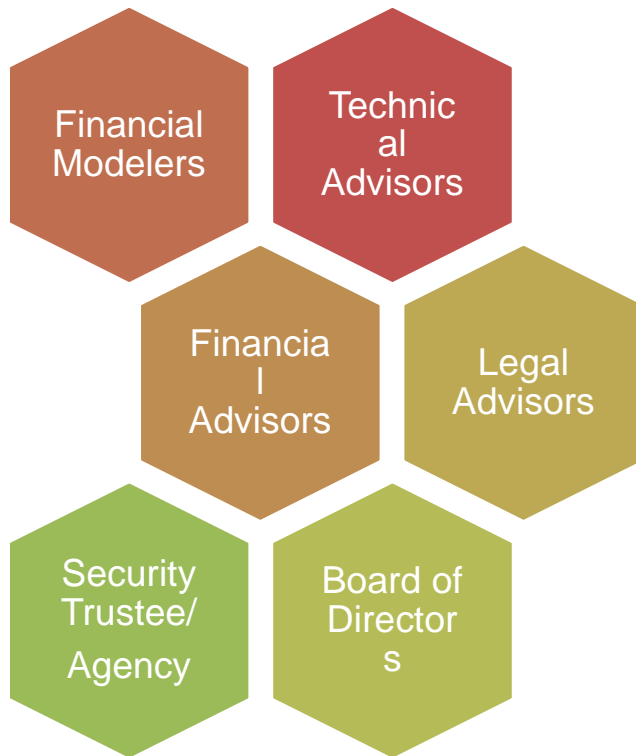 Financial
Modelers
Technic
al
Advisors
Financia
l
Advisors
Legal
Advisors
Security
Trustee/
Agency
Board of
Director
s